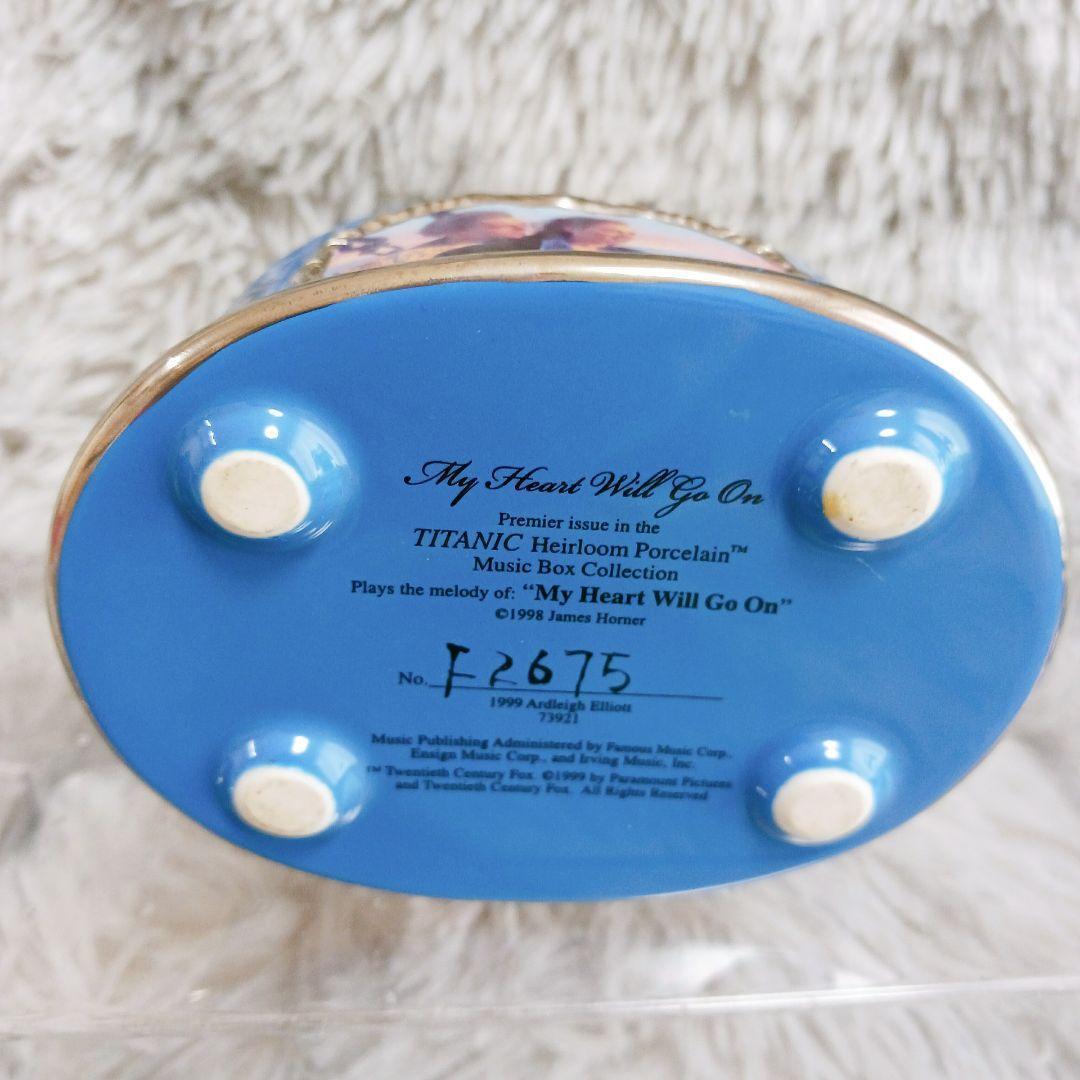 My Heart Will Go On
Premier issue in the
TITANIC Heirloom Porcelain™
Music Box Collection
Plays the melody of: “My Heart Will Go On”
©1998 James Horner
No. F2675
1999 Ardleigh Elliott
73921
Music Publishing Administered by Famous Music Corp.,
Ensign Music Corp., and Irving Music, Inc.
™ Twentieth Century Fox. ©1999 by Paramount Pictures
and Twentieth Century Fox. All Rights Reserved